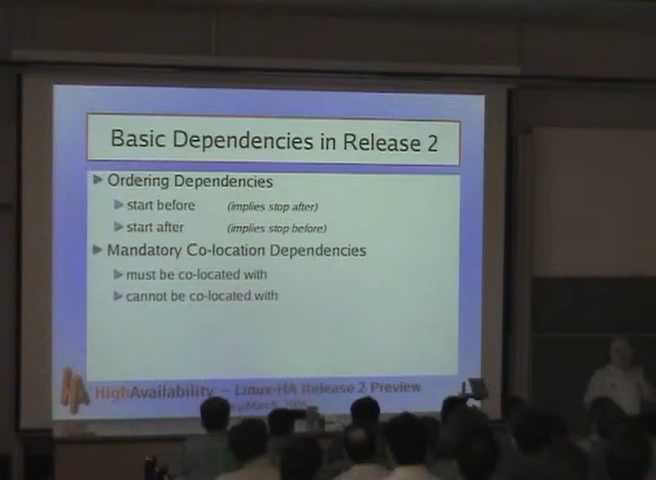 Basic Dependencies in Release 2
Ordering Dependencies
start before (implies stop after)
start after (implies stop before)
Mandatory Co-location Dependencies
must be co-located with
cannot be co-located with
HA HighAvailability – Linux-HA Release 2 Preview